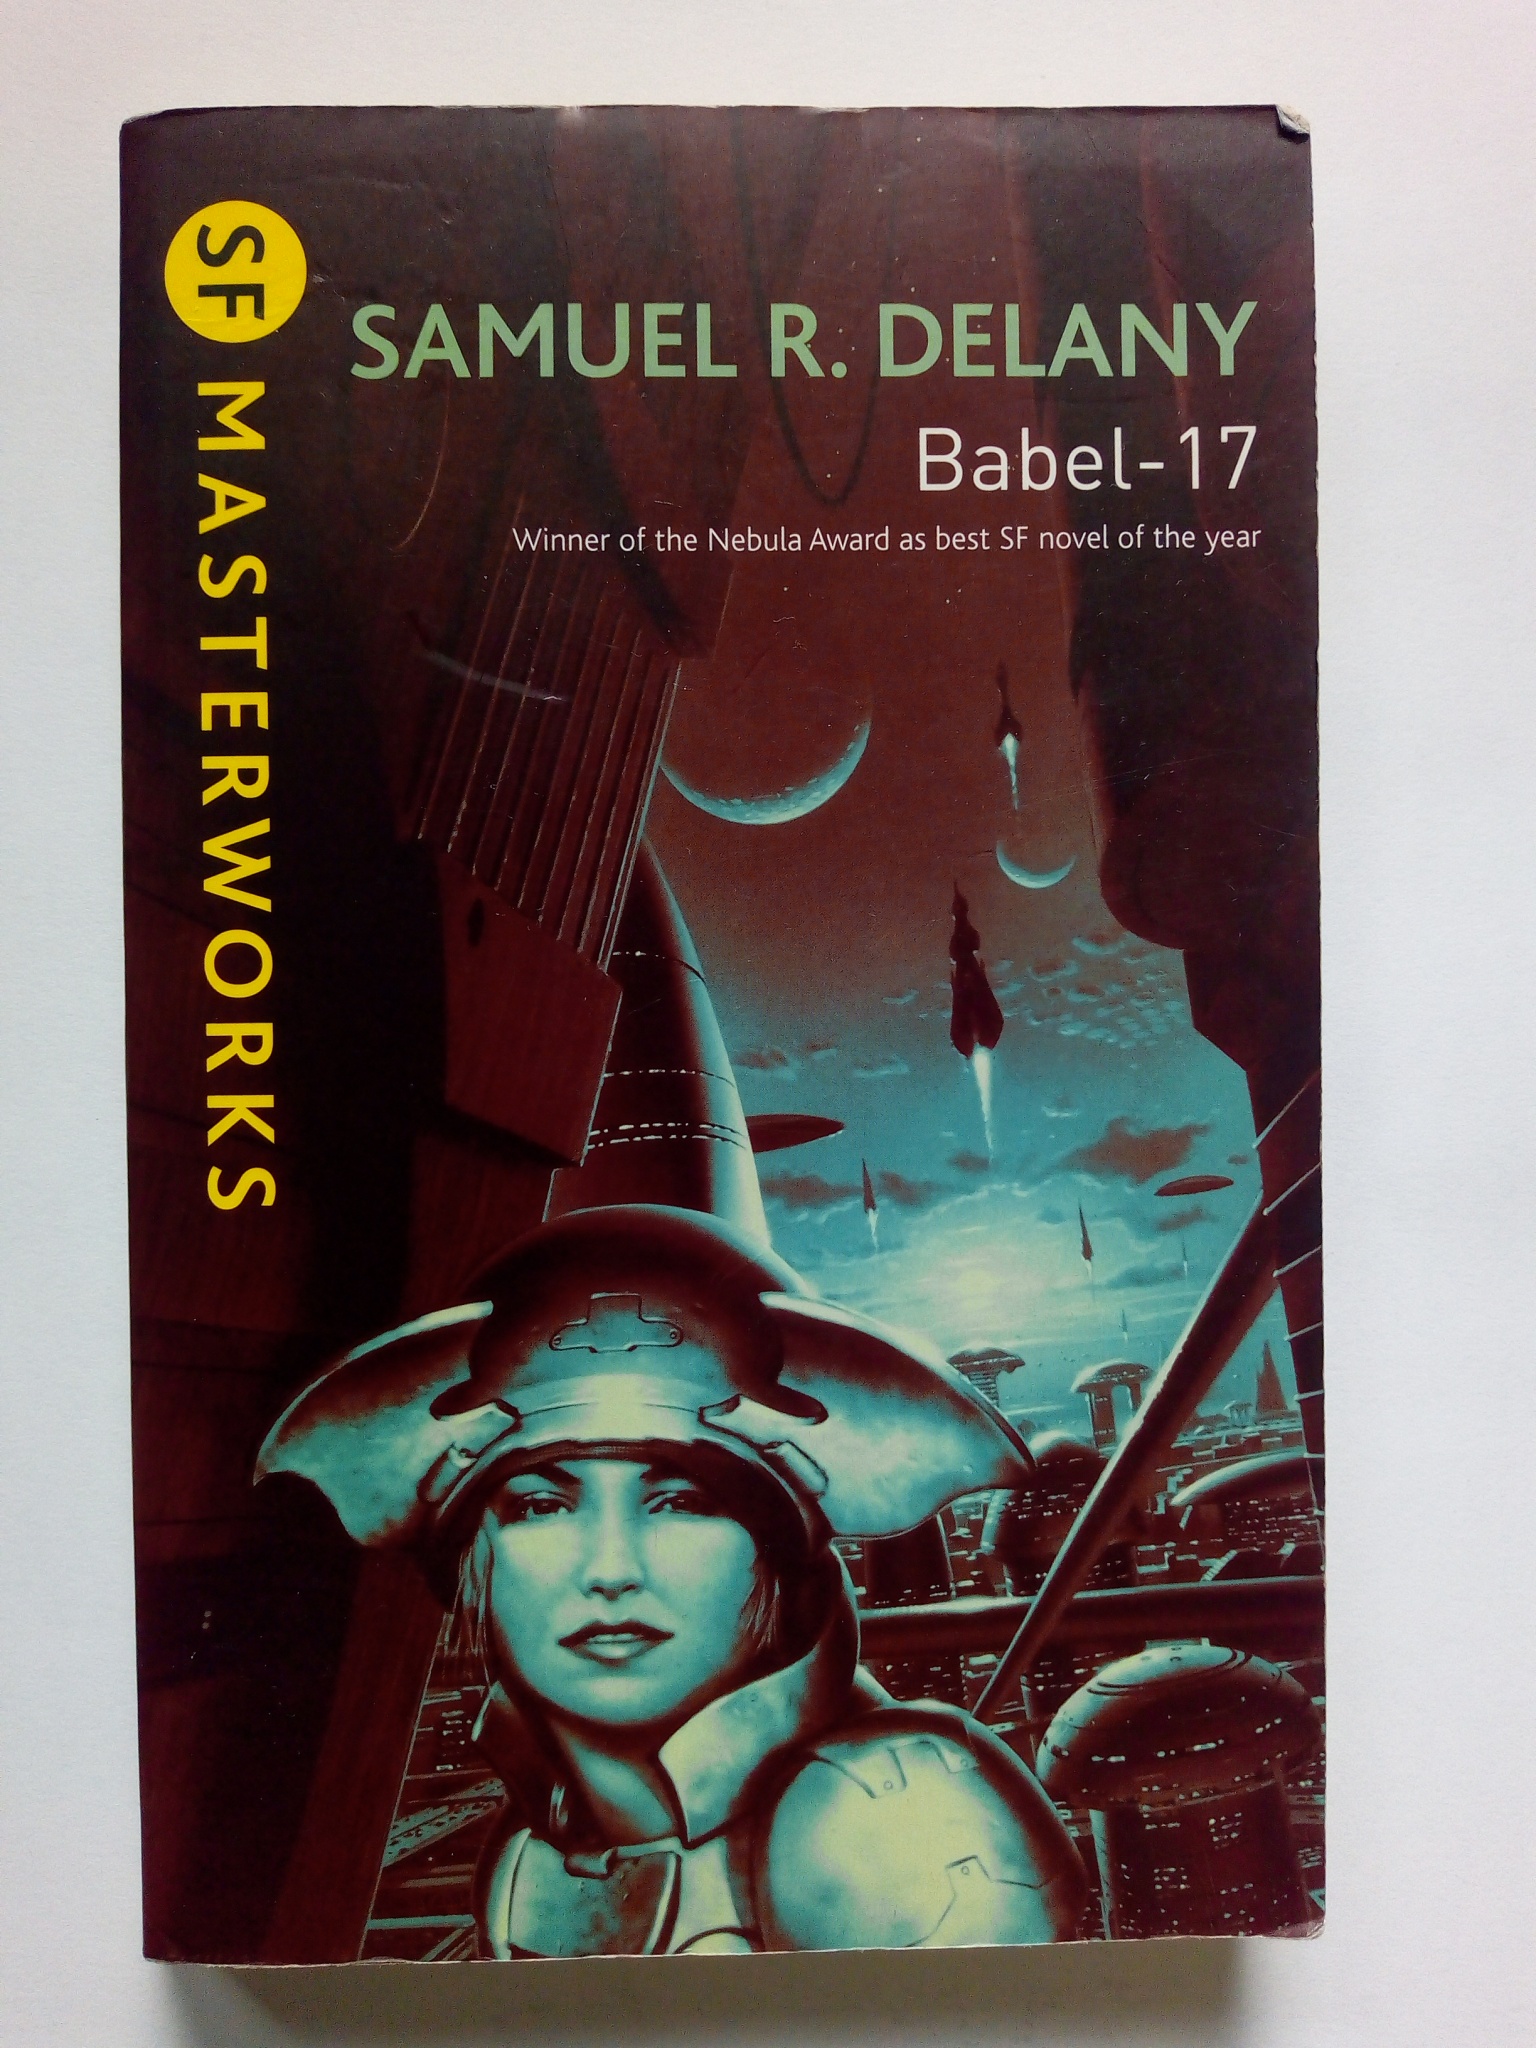 SF MASTERWORKS
SAMUEL R. DELANY
Babel-17
Winner of the Nebula Award as best SF novel of the year